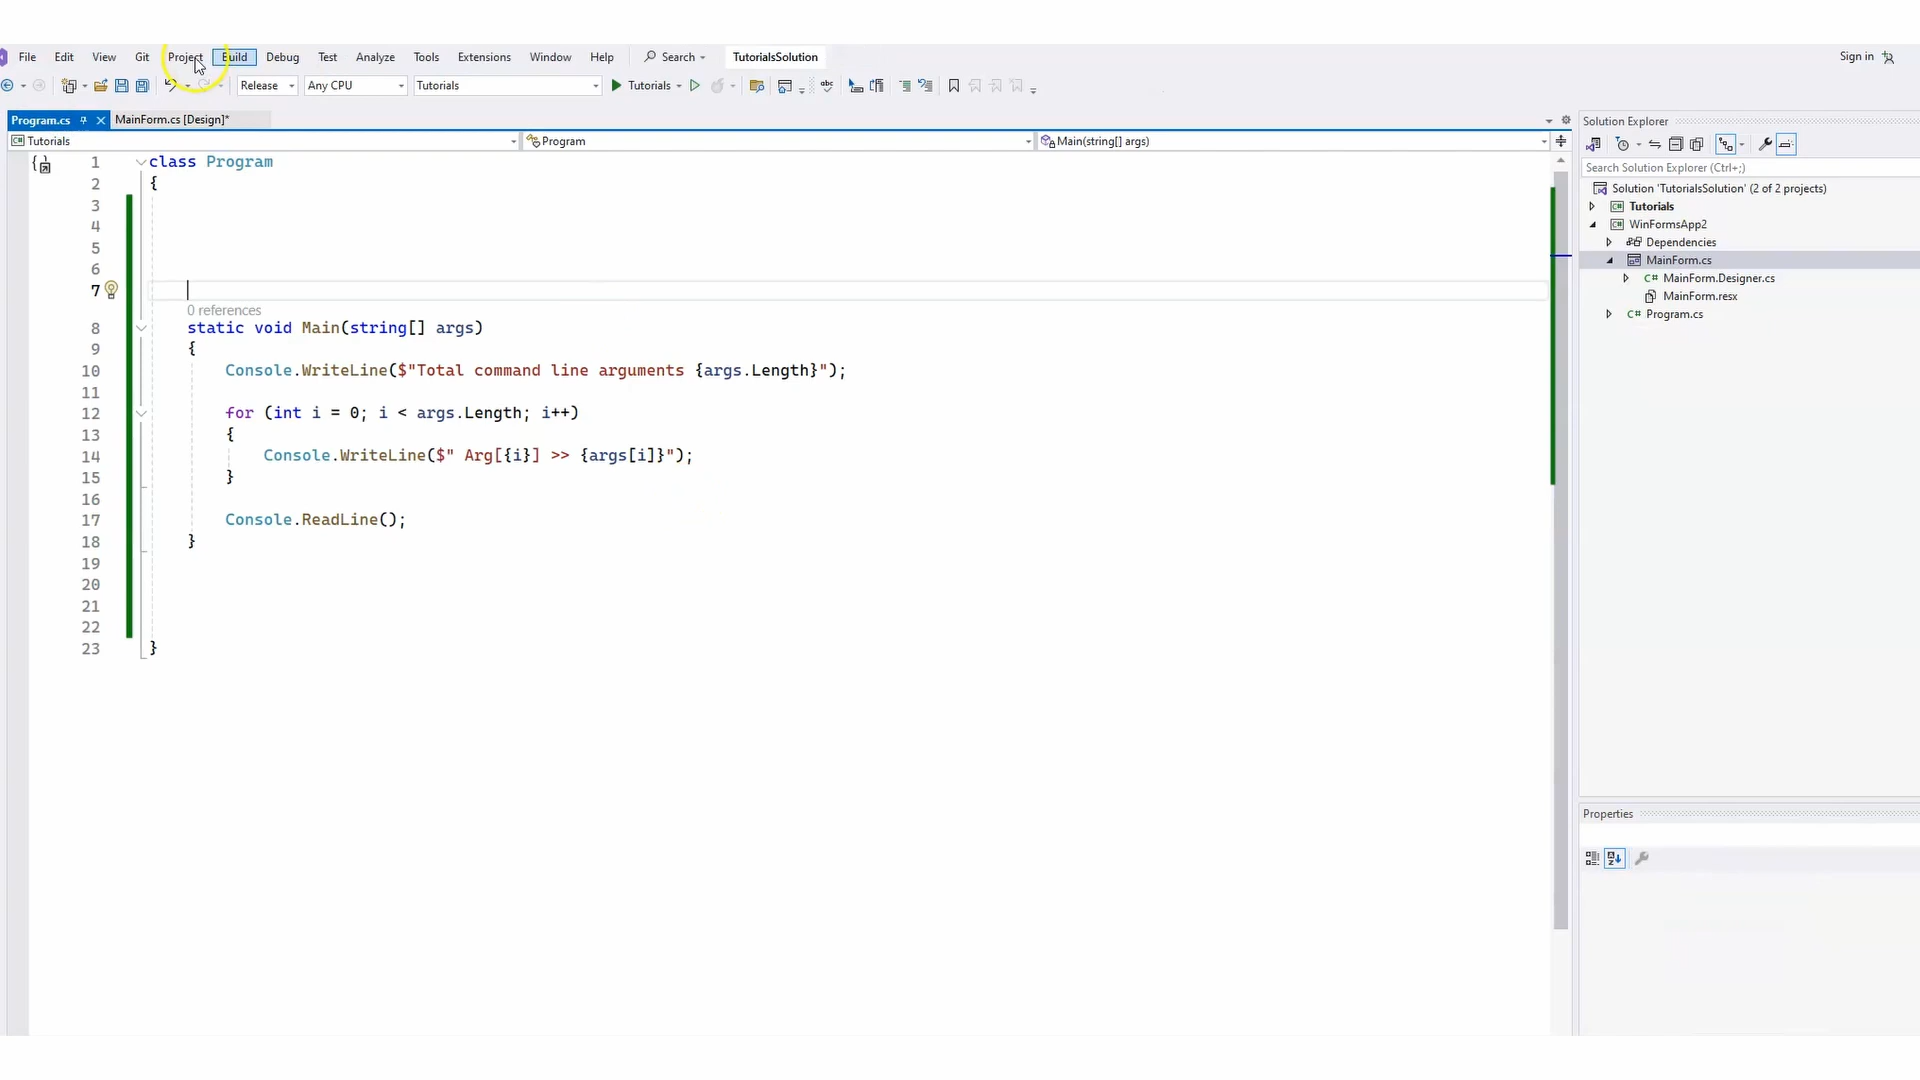 File Edit View Git Project Build Debug Test Analyze Tools Extensions Window Help Search TutorialsSolution Sign in
Release Any CPU Tutorials Tutorials
Program.cs MainForm.cs [Design]*
Tutorials Program Main(string[] args)
1 class Program
2 {
3
4
5
6
7
0 references
8 static void Main(string[] args)
9 {
10 Console.WriteLine($"Total command line arguments {args.Length}");
11
12 for (int i = 0; i < args.Length; i++)
13 {
14 Console.WriteLine($" Arg[{i}] >> {args[i]}");
15 }
16
17 Console.ReadLine();
18 }
19
20
21
22
23 }
Solution Explorer
Search Solution Explorer (Ctrl+;)
Solution 'TutorialsSolution' (2 of 2 projects)
C# Tutorials
C# WinFormsApp2
Dependencies
MainForm.cs
C# MainForm.Designer.cs
MainForm.resx
C# Program.cs
Properties